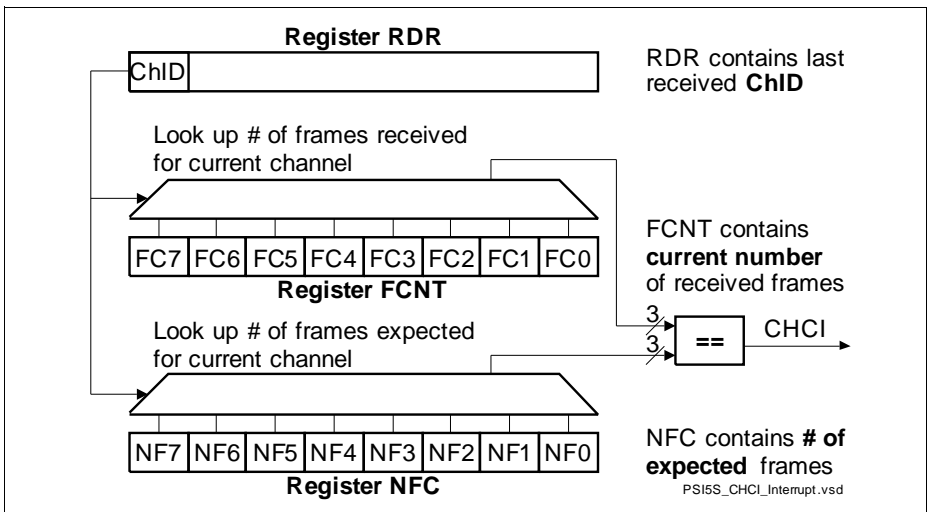 Register RDR
ChID
RDR contains last
received ChID
Look up # of frames received
for current channel
FC7 FC6 FC5 FC4 FC3 FC2 FC1 FC0
Register FCNT
FCNT contains
current number
of received frames
Look up # of frames expected
for current channel
3
3
==
CHCI
NF7 NF6 NF5 NF4 NF3 NF2 NF1 NF0
Register NFC
NFC contains # of
expected frames
PSI5S_CHCI_Interrupt.vsd